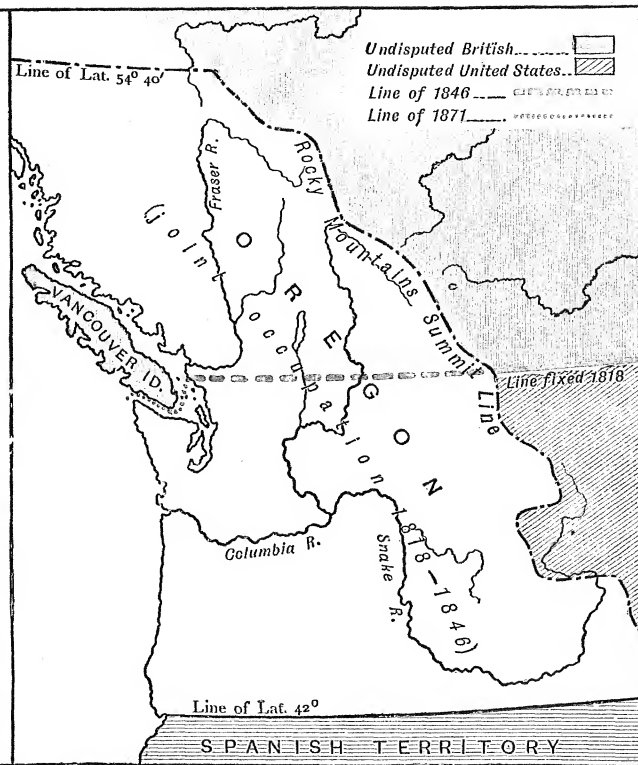 Undisputed British
Undisputed United States
Line of 1846
Line of 1871
Line of Lat. 54° 40'
Fraser R.
Rocky Mountains Summit Line
OREGON
(joint occupation 1818–1846)
VANCOUVER ID.
Line fixed 1818
Columbia R.
Snake R.
Line of Lat. 42°
SPANISH TERRITORY